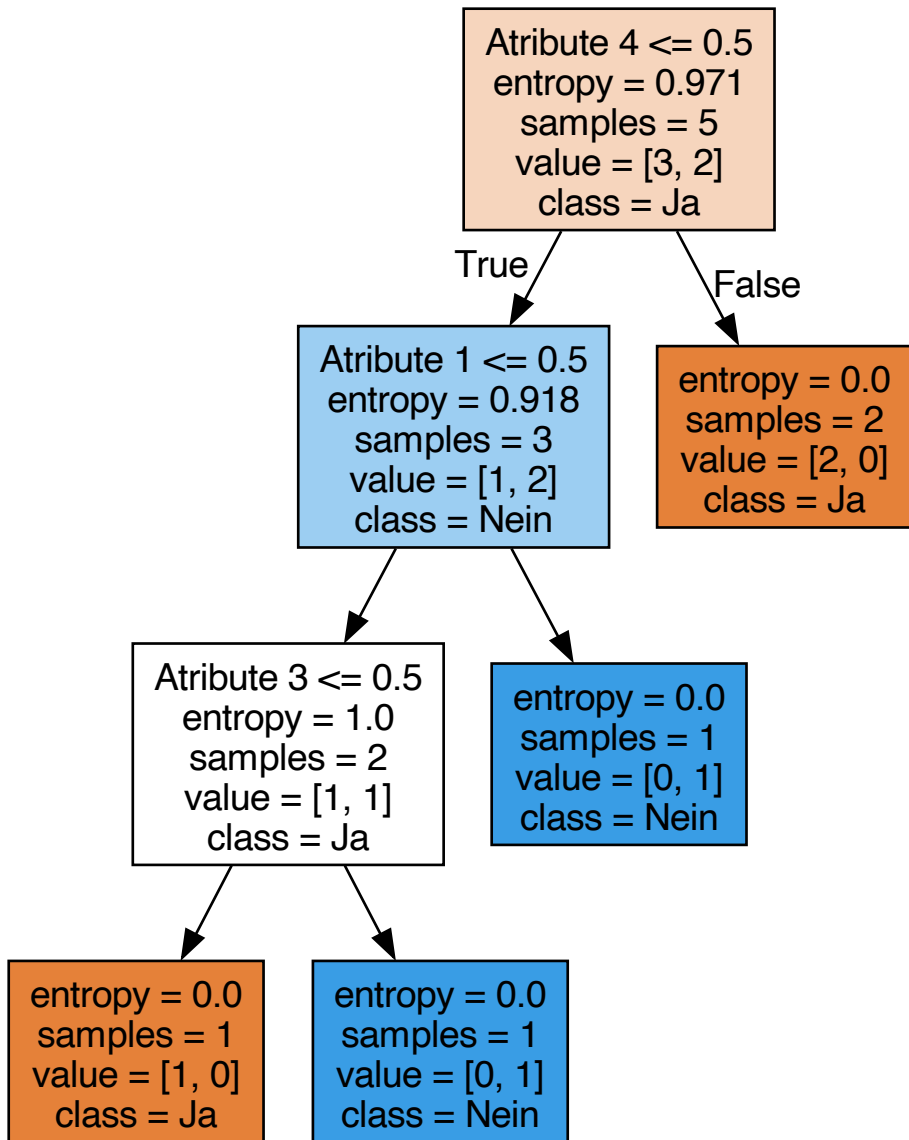 Atribute 4 <= 0.5
entropy = 0.971
samples = 5
value = [3, 2]
class = Ja
True
False
Atribute 1 <= 0.5
entropy = 0.918
samples = 3
value = [1, 2]
class = Nein
entropy = 0.0
samples = 2
value = [2, 0]
class = Ja
Atribute 3 <= 0.5
entropy = 1.0
samples = 2
value = [1, 1]
class = Ja
entropy = 0.0
samples = 1
value = [0, 1]
class = Nein
entropy = 0.0
samples = 1
value = [1, 0]
class = Ja
entropy = 0.0
samples = 1
value = [0, 1]
class = Nein